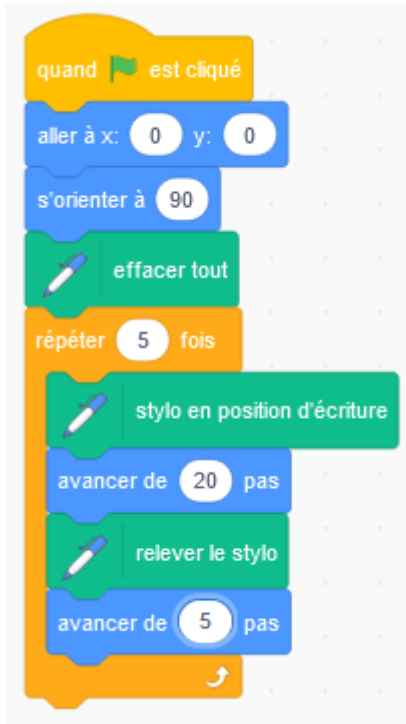 quand est cliqué
aller à x: 0 y: 0
s'orienter à 90
effacer tout
répéter 5 fois
stylo en position d'écriture
avancer de 20 pas
relever le stylo
avancer de 5 pas